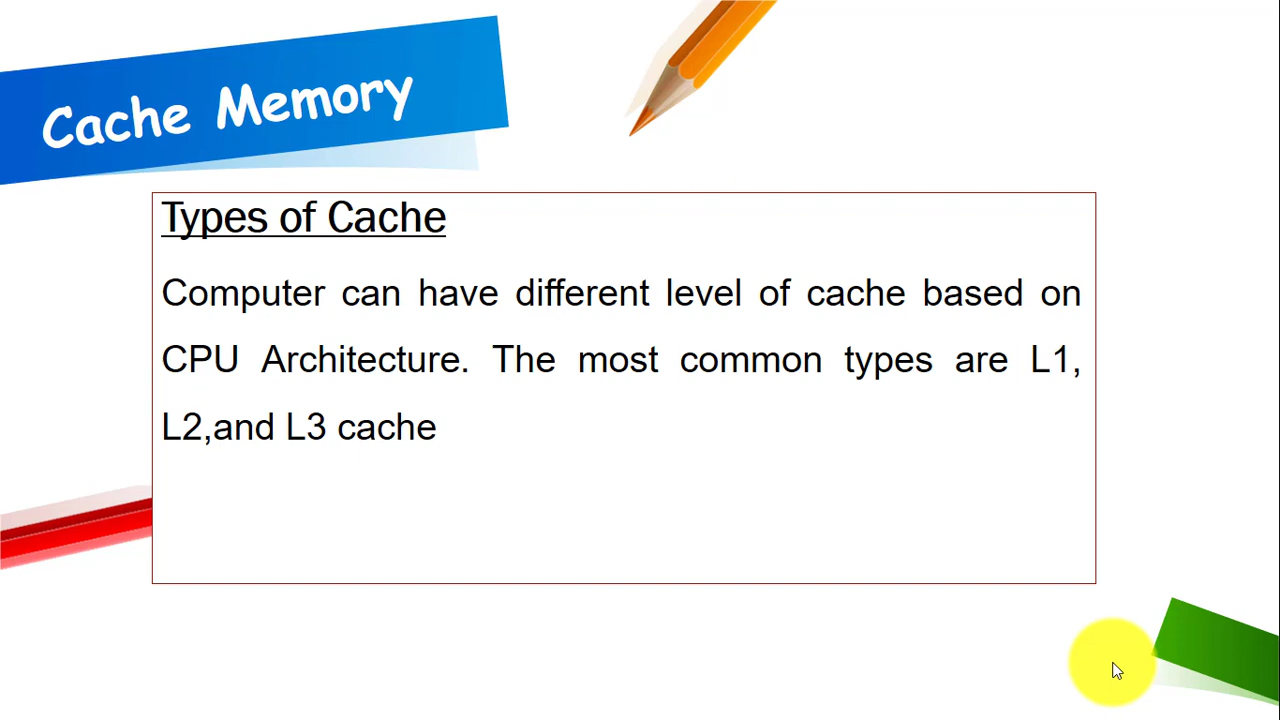 Cache Memory
Types of Cache
Computer can have different level of cache based on
CPU Architecture. The most common types are L1,
L2,and L3 cache